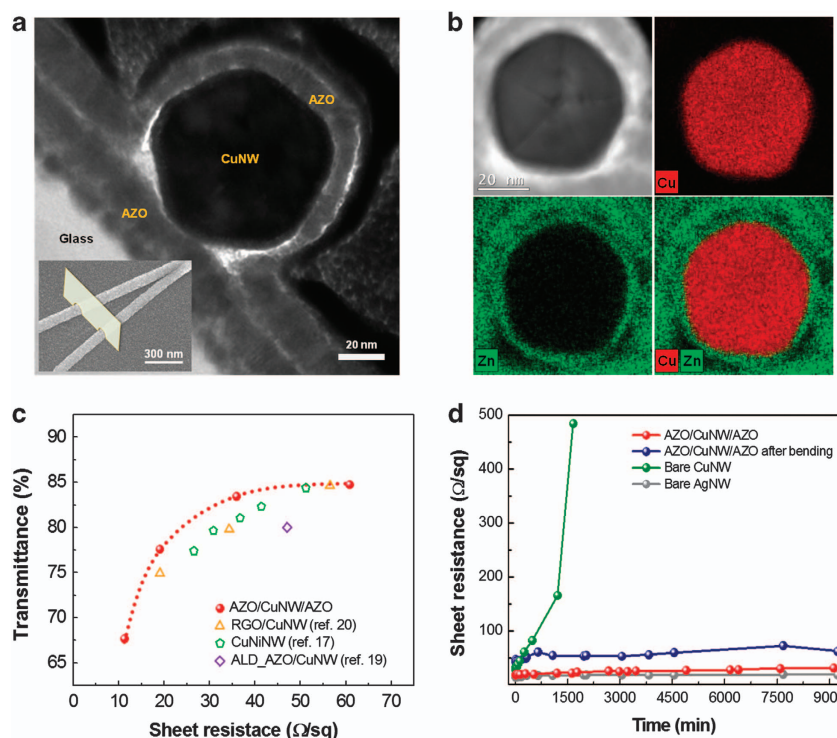 a
AZO
CuNW
AZO
Glass
300 nm
20 nm
b
20 nm
Cu
Zn
Cu Zn
c
Transmittance (%)
90
85
80
75
70
65
AZO/CuNW/AZO
RGO/CuNW (ref. 20)
CuNiNW (ref. 17)
ALD_AZO/CuNW (ref. 19)
0 10 20 30 40 50 60 70
Sheet resistace (Ω/sq)
d
Sheet resistance (Ω/sq)
500
400
300
200
100
50
0
AZO/CuNW/AZO
AZO/CuNW/AZO after bending
Bare CuNW
Bare AgNW
0 1500 3000 4500 6000 7500 9000
Time (min)